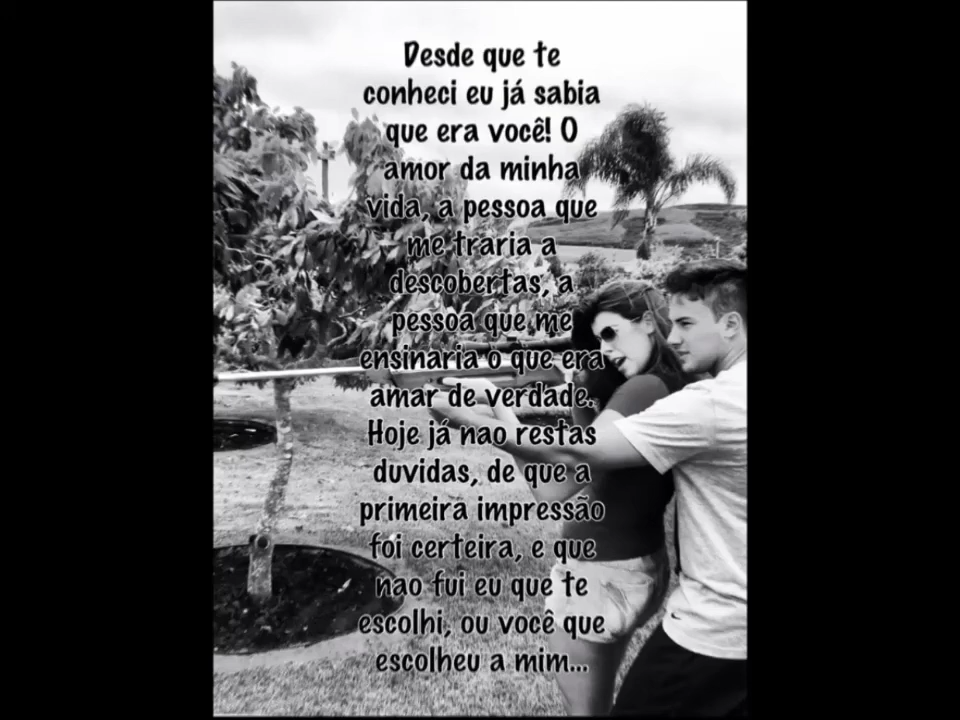 Desde que te
conheci eu já sabia
que era você! O
amor da minha
vida, a pessoa que
me traria a
descobertas, a
pessoa que me
ensinaria o que era
amar de verdade.
Hoje já nao restas
duvidas, de que a
primeira impressão
foi certeira, e que
nao fui eu que te
escolhi, ou você que
escolheu a mim...